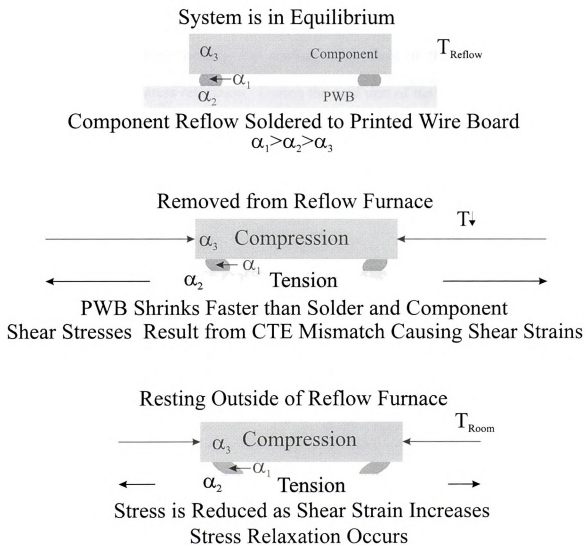 System is in Equilibrium
α₃ Component T_Reflow
α₁
α₂ PWB
Component Reflow Soldered to Printed Wire Board
α₁>α₂>α₃
Removed from Reflow Furnace
T↓
α₃ Compression
α₁
α₂ Tension
PWB Shrinks Faster than Solder and Component
Shear Stresses Result from CTE Mismatch Causing Shear Strains
Resting Outside of Reflow Furnace
T_Room
α₃ Compression
α₁
α₂ Tension
Stress is Reduced as Shear Strain Increases
Stress Relaxation Occurs